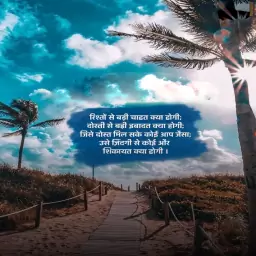 रिश्तों से बड़ी चाहत क्या होगी;
दोस्ती से बड़ी इबादत क्या होगी;
जिसे दोस्त मिल सके कोई आप जैसा;
उसे ज़िंदगी से कोई और
शिकायत क्या होगी ।